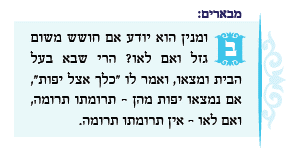 מבארים:
ב ומנין הוא יודע אם חוששׁ משום
גזל ואם לאו? הרי שבא בעל
הבית ומצאו, ואמר לו "כלך אצל יפות",
אם נמצאו יפות מהן - תרומתו תרומה,
ואם לאו - אין תרומתו תרומה.